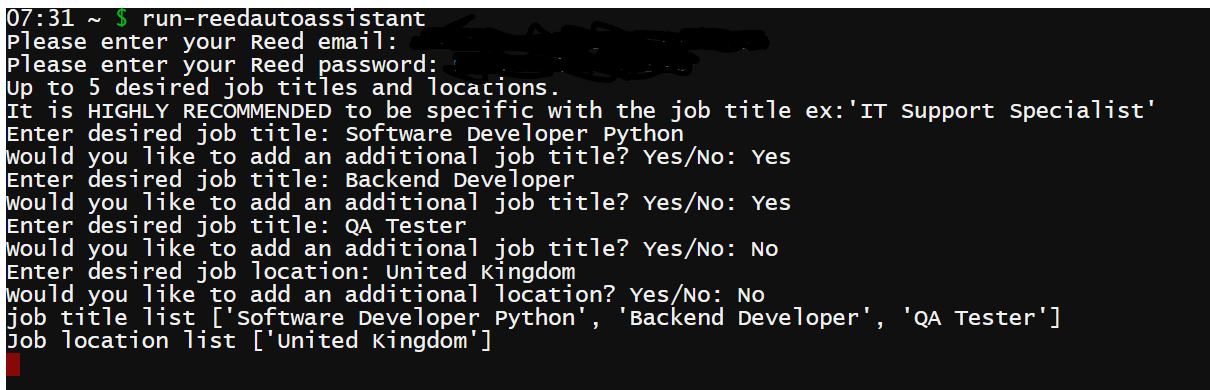 07:31 ~ $ run-reedautoassistant
Please enter your Reed email:
Please enter your Reed password:
Up to 5 desired job titles and locations.
It is HIGHLY RECOMMENDED to be specific with the job title ex:'IT Support Specialist'
Enter desired job title: Software Developer Python
Would you like to add an additional job title? Yes/No: Yes
Enter desired job title: Backend Developer
Would you like to add an additional job title? Yes/No: Yes
Enter desired job title: QA Tester
Would you like to add an additional job title? Yes/No: No
Enter desired job location: United Kingdom
Would you like to add an additional location? Yes/No: No
job title list ['Software Developer Python', 'Backend Developer', 'QA Tester']
Job location list ['United Kingdom']